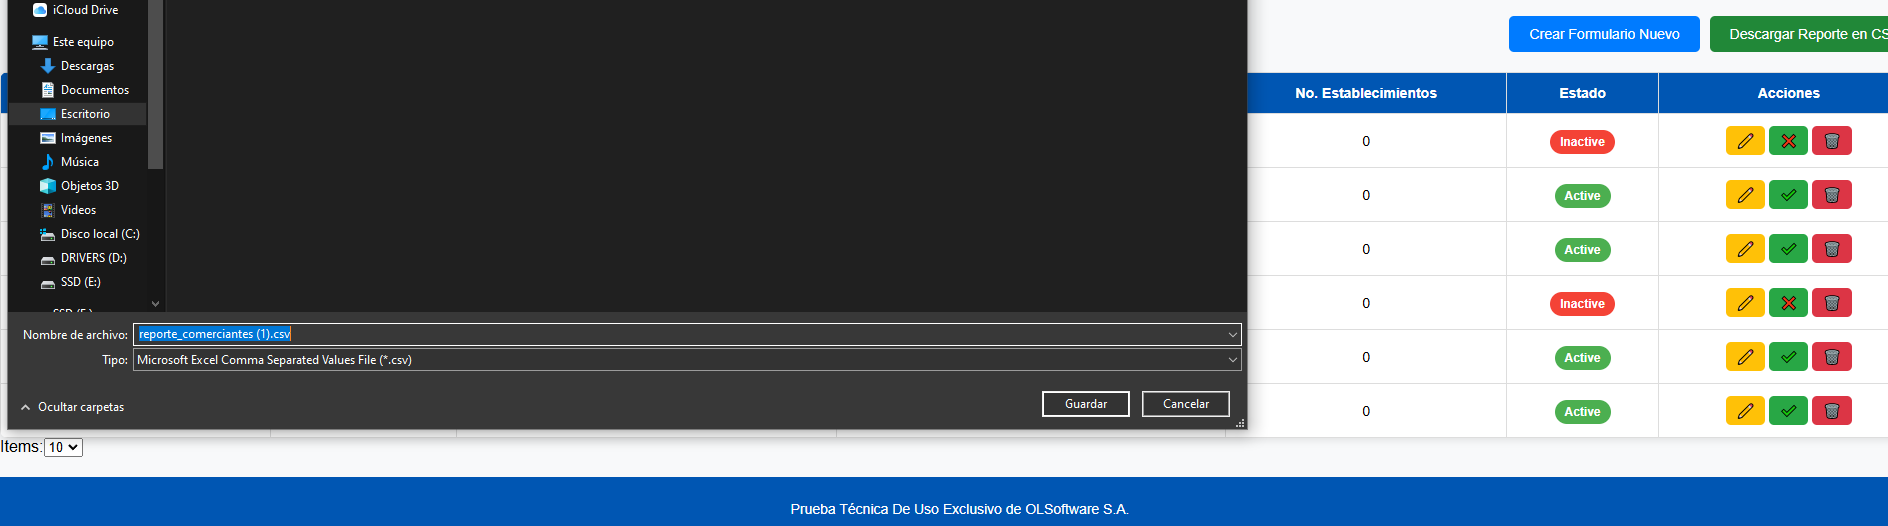 iCloud Drive
Este equipo
Descargas
Documentos
Escritorio
Imágenes
Música
Objetos 3D
Videos
Disco local (C:)
DRIVERS (D:)
SSD (E:)
SSD (E:)
Nombre de archivo: reporte_comerciantes (1).csv
Tipo: Microsoft Excel Comma Separated Values File (*.csv)
Ocultar carpetas
Guardar
Cancelar
Crear Formulario Nuevo
Descargar Reporte en CS
No. Establecimientos Estado Acciones
0 Inactive
0 Active
0 Active
0 Inactive
0 Active
0 Active
Items: 10
Prueba Técnica De Uso Exclusivo de OLSoftware S.A.